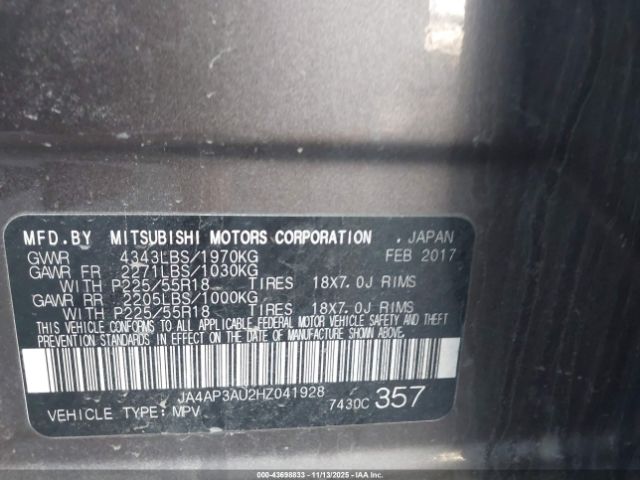 MFD.BY MITSUBISHI MOTORS CORPORATION , JAPAN
GVWR 4343LBS/1970KG FEB 2017
GAWR FR 2271LBS/1030KG
WITH P225/55R18 TIRES 18X7.0J RIMS
GAWR RR 2205LBS/1000KG
WITH P225/55R18 TIRES 18X7.0J RIMS
THIS VEHICLE CONFORMS TO ALL APPLICABLE FEDERAL MOTOR VEHICLE SAFETY AND THEFT
PREVENTION STANDARDS IN EFFECT ON THE DATE OF MANUFACTURE SHOWN ABOVE.
JA4AP3AU2HZ041928
VEHICLE TYPE: MPV 7430C 357
000-43698833 - 11/13/2025 - IAAI, Copart